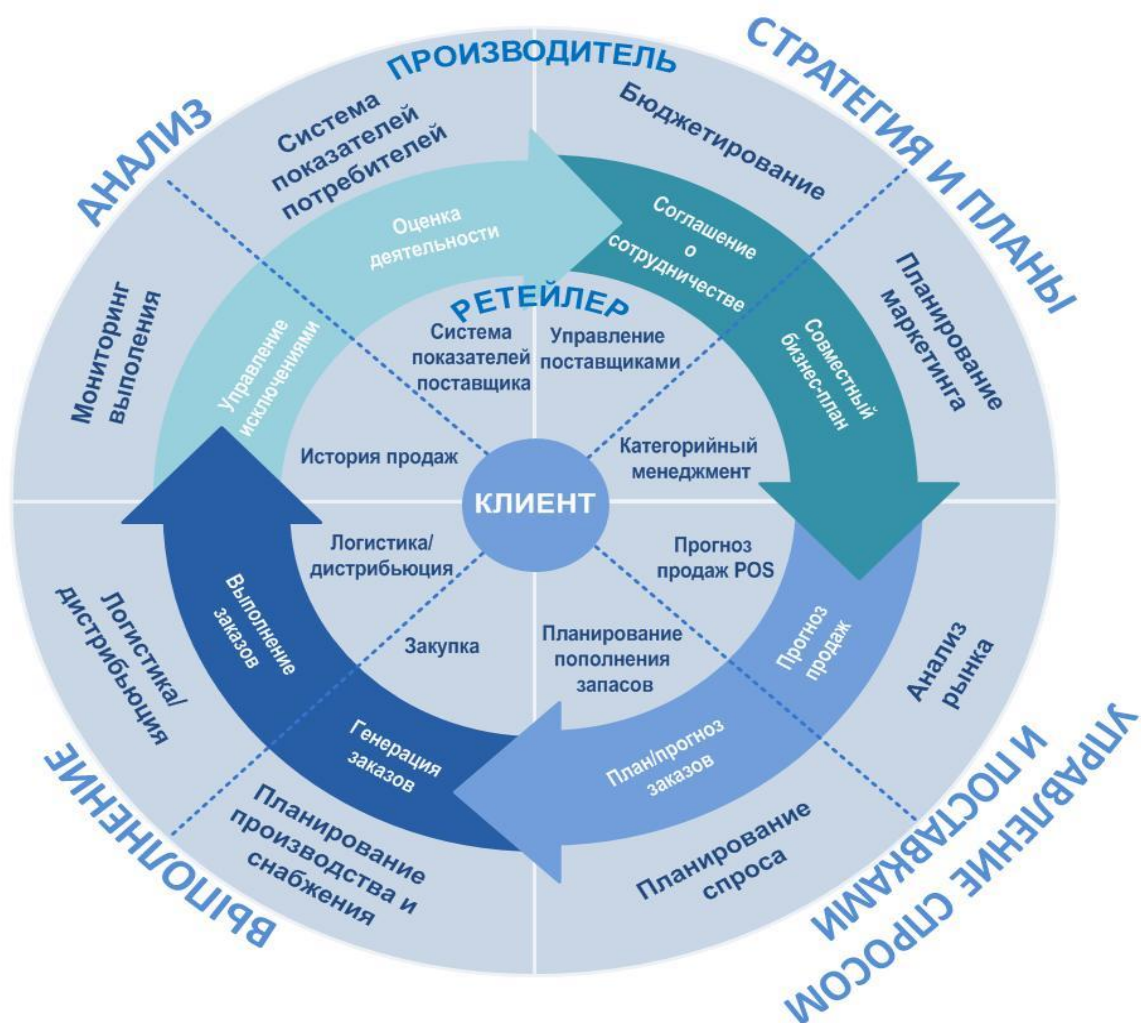 ПРОИЗВОДИТЕЛЬ
СТРАТЕГИЯ И ПЛАНЫ
АНАЛИЗ
Система
показателей
потребителей
Бюджетирование
Оценка
деятельности
Соглашение
о
сотрудничестве
Планирование
маркетинга
Мониторинг
выполения
Управление
исключениями
РЕТЕЙЛЕР
Система
показателей
поставщика
Управление
поставщиками
Совместный
бизнес-план
История продаж
Категорийный
менеджмент
КЛИЕНТ
Логистика/
дистрибьюция
Прогноз
продаж POS
Логистика/
дистрибьюция
Выполнение
заказов
Закупка
Планирование
пополнения
запасов
Прогноз
продаж
Анализ
рынка
Генерация
заказов
План/прогноз
заказов
Планирование
производства и
снабжения
Планирование
спроса
ВЫПОЛНЕНИЕ
УПРАВЛЕНИЕ СПРОСОМ
И ПОСТАВКАМИ